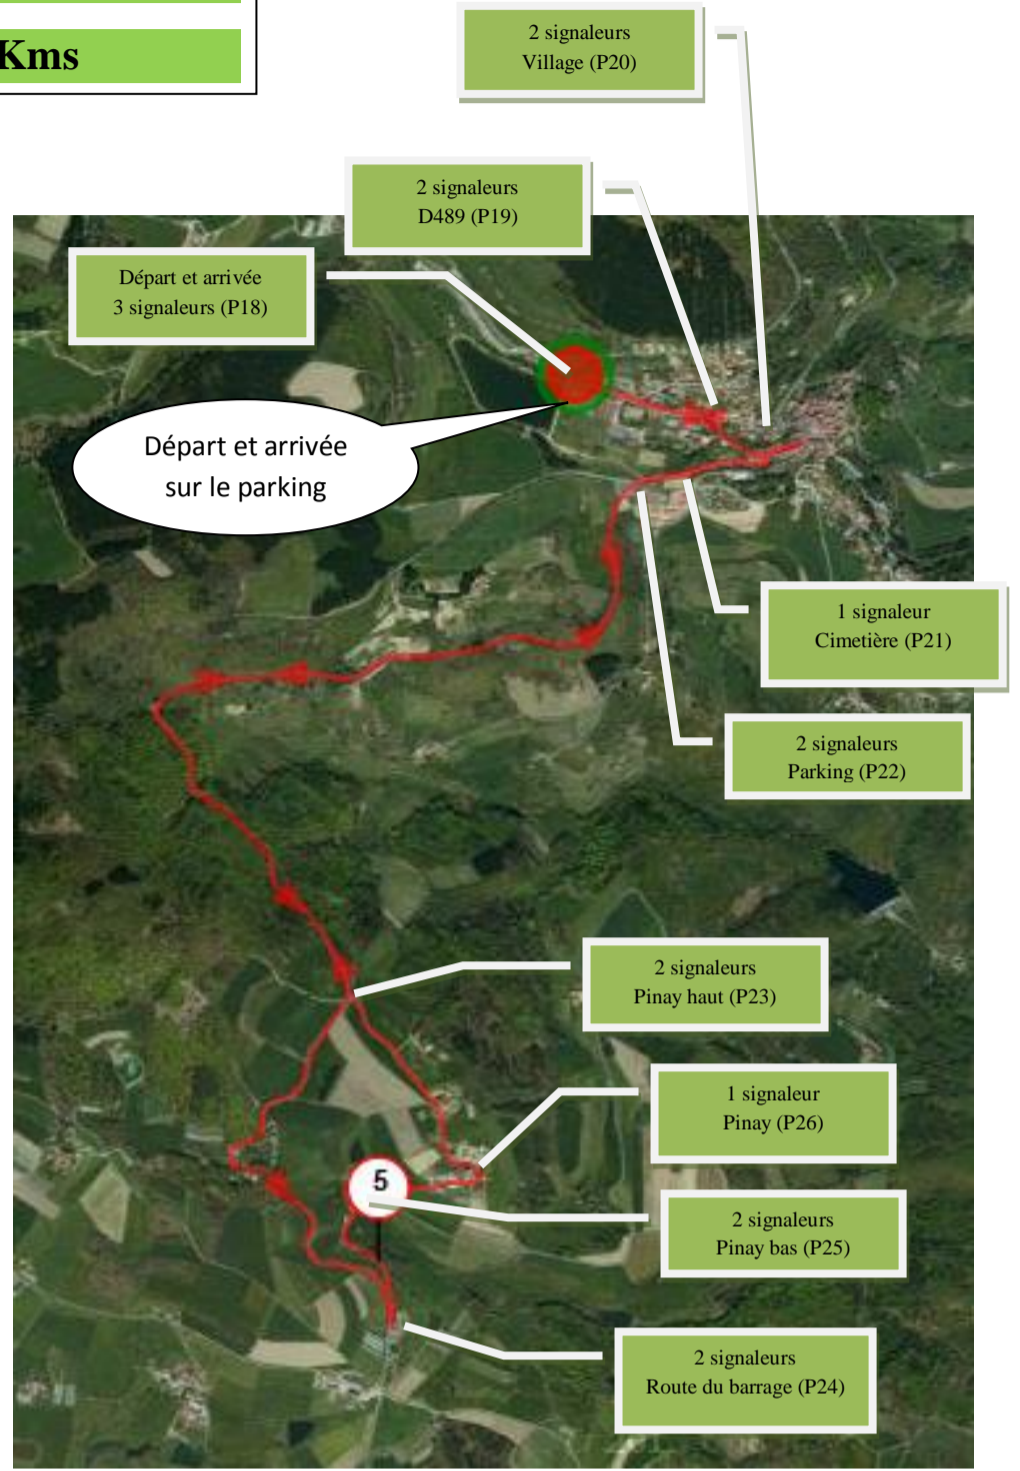 Kms
2 signaleurs
Village (P20)
2 signaleurs
D489 (P19)
Départ et arrivée
3 signaleurs (P18)
Départ et arrivée
sur le parking
1 signaleur
Cimetière (P21)
2 signaleurs
Parking (P22)
2 signaleurs
Pinay haut (P23)
1 signaleur
Pinay (P26)
5
2 signaleurs
Pinay bas (P25)
2 signaleurs
Route du barrage (P24)